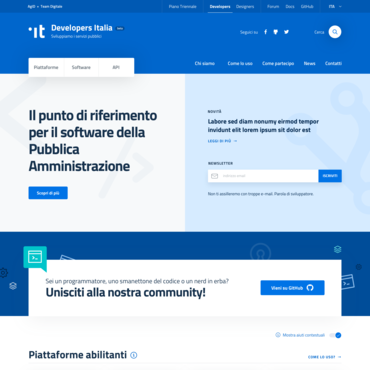 AgID + Team Digitale
Piano Triennale
Developers
Designers
Forum
Docs
GitHub
ITA
Developers Italia
Sviluppiamo i servizi pubblici
Seguici su
Cerca
Piattaforme
Software
API
Chi siamo
Come lo uso
Come partecipo
News
Contatti
Il punto di riferimento
per il software della
Pubblica
Amministrazione
Scopri di più
NOVITÀ
Labore sed diam nonumy eirmod tempor
invidunt elit lorem ipsum sit dolor est
LEGGI DI PIÙ
NEWSLETTER
ISCRIVITI
Non ti assilleremo con troppe e-mail. Parola di sviluppatore.
Sei un programmatore, uno smanettone del codice o un nerd in erba?
Unisciti alla nostra community!
Vieni su GitHub
Mostra aiuti contestuali
Piattaforme abilitanti
COME LO USO?